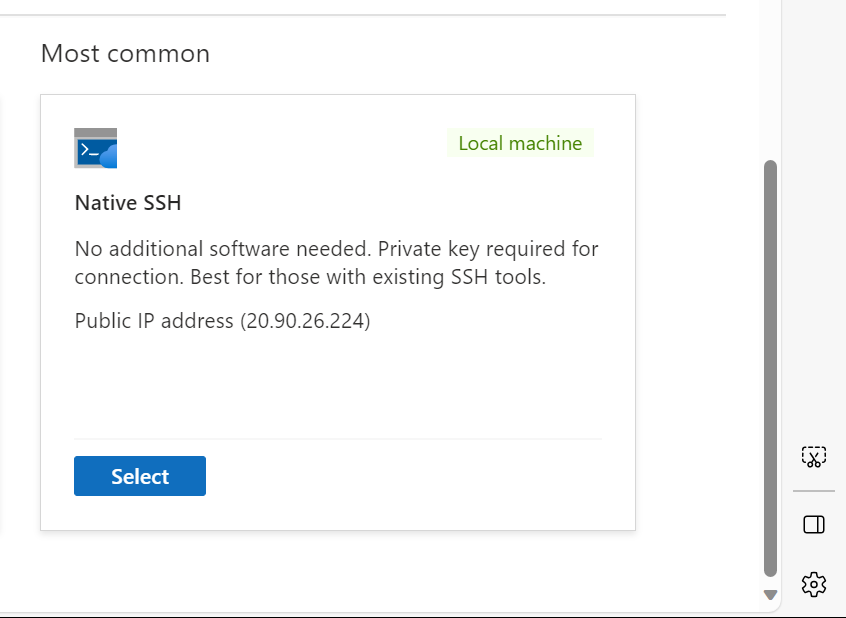 Most common
Local machine
Native SSH
No additional software needed. Private key required for
connection. Best for those with existing SSH tools.
Public IP address (20.90.26.224)
Select